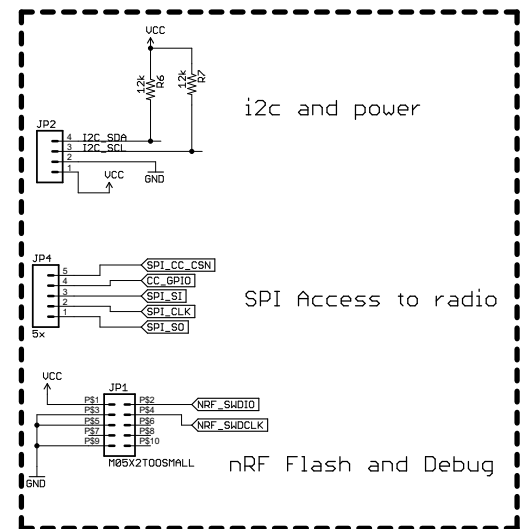 VCC
12k
R6
12k
R7
i2c and power
JP2
4 I2C_SDA
3 I2C_SCL
2
1
VCC
GND
JP4
5 SPI_CC_CSN
4 CC_GPIO
3 SPI_SI
2 SPI_CLK
1 SPI_SO
5x
SPI Access to radio
VCC
JP1
P$1 P$2 NRF_SWDIO
P$3 P$4 NRF_SWDCLK
P$5 P$6
P$7 P$8
P$9 P$10
M05X2TOOSMALL
GND
nRF Flash and Debug